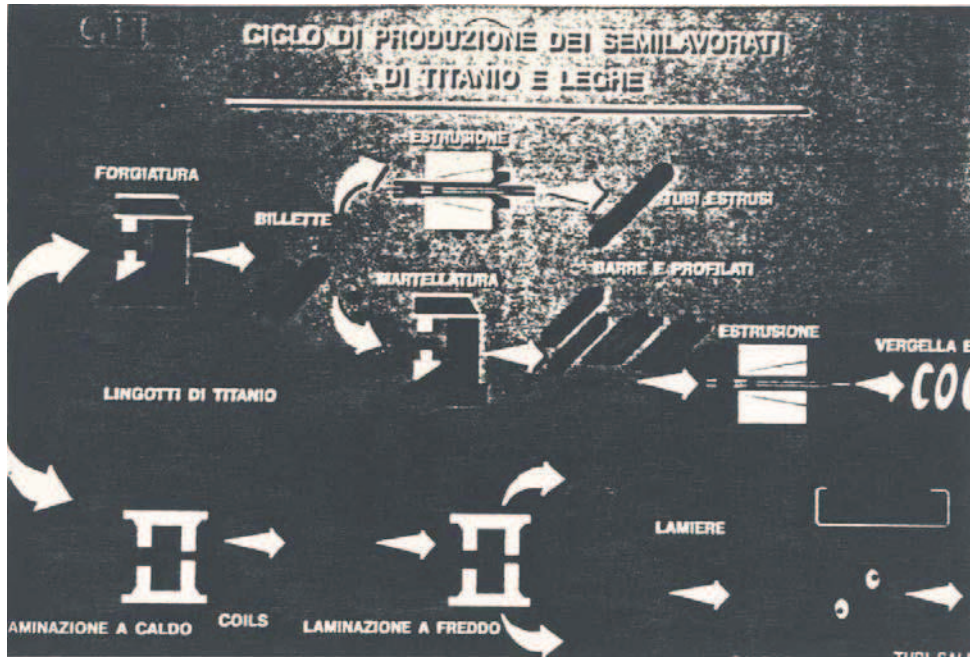 CICLO DI PRODUZIONE DEI SEMILAVORATI
DI TITANIO E LEGHE
ESTRUSIONE
FORGIATURA
BILLETTE
TUBI ESTRUSI
MARTELLATURA
BARRE E PROFILATI
ESTRUSIONE
VERGELLA E
LINGOTTI DI TITANIO
LAMIERE
AMINAZIONE A CALDO
COILS
LAMINAZIONE A FREDDO